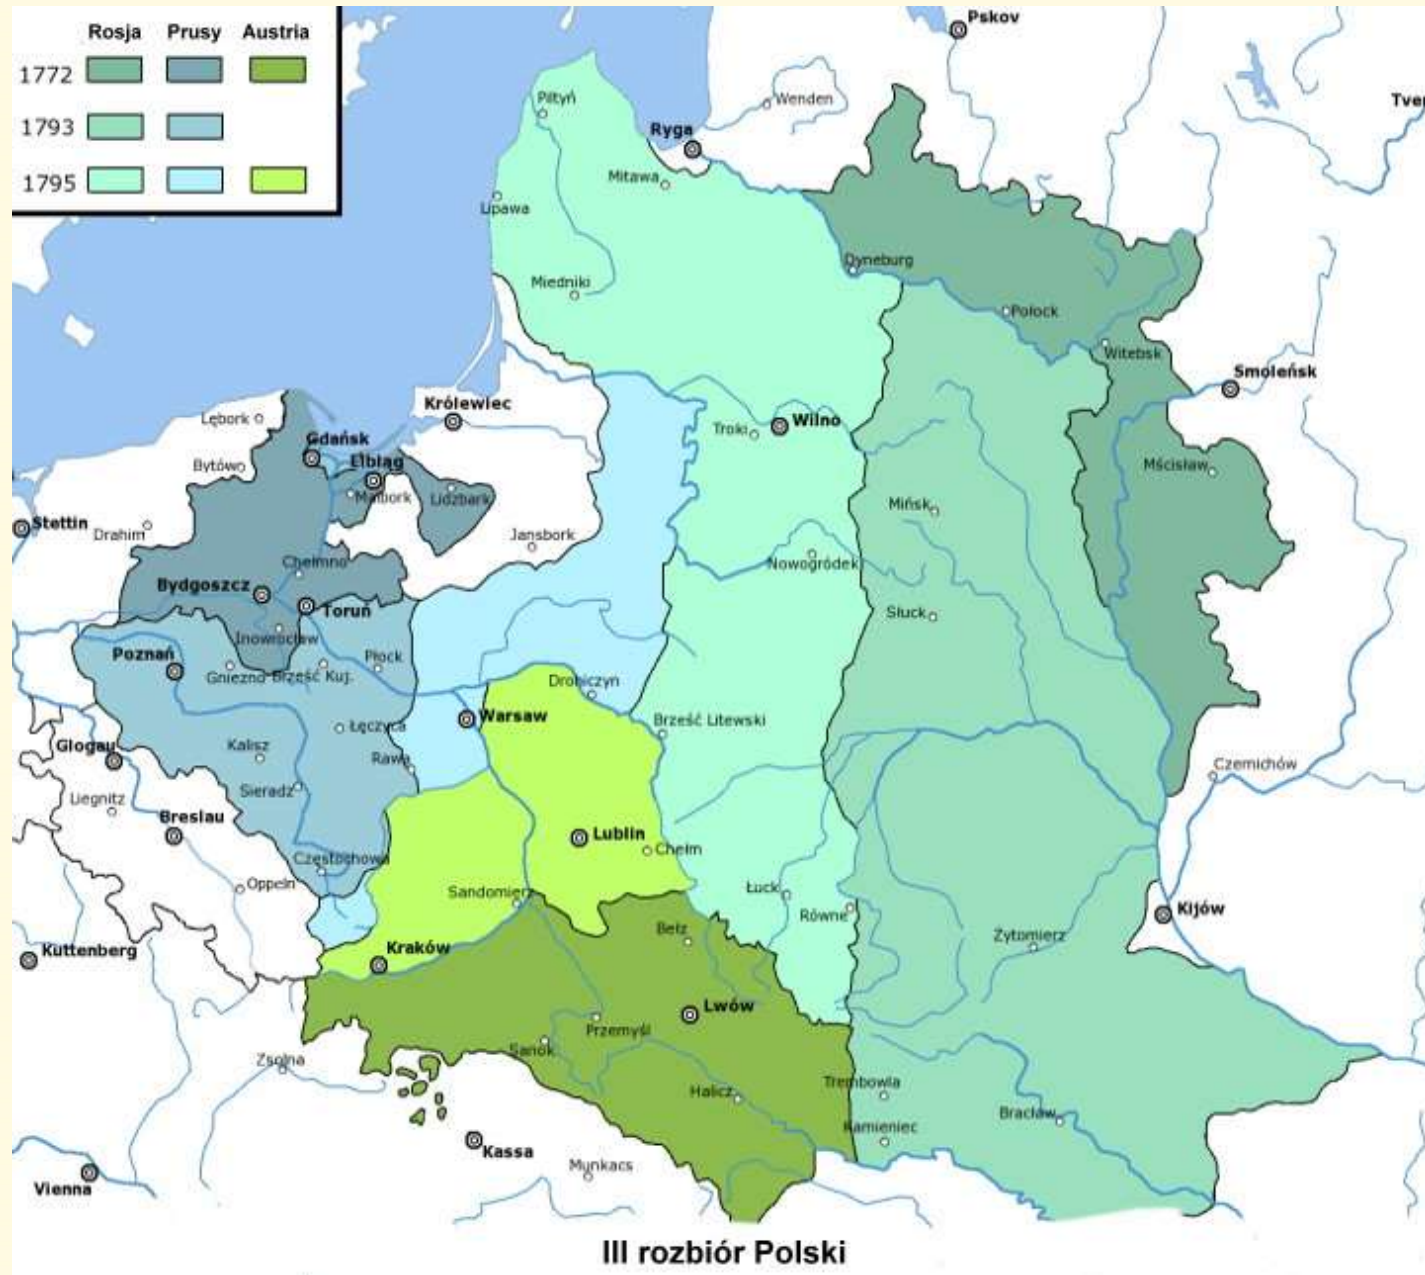 Rosja Prusy Austria
1772
1793
1795
Pskov
Tver
Wenden
Piltyń
Ryga
Mitawa
Lipawa
Dyneburg
Miedniki
Połock
Witebsk
Smoleńsk
Królewiec
Lębork
Wilno
Troki
Gdańsk
Elbląg
Bytów
Malbork
Lidzbark
Mścisław
Mińsk
Stettin
Drahim
Jansbork
Nowogródek
Chełmno
Bydgoszcz
Toruń
Słuck
Inowrocław
Poznań
Płock
Gniezno
Brześć Kuj.
Drohiczyn
Warsaw
Brześć Litewski
Łęczyca
Glogau
Kalisz
Rawa
Czernichów
Sieradz
Liegnitz
Breslau
Lublin
Chełm
Częstochowa
Oppeln
Sandomierz
Łuck
Równe
Kijów
Bełz
Żytomierz
Kraków
Kuttenberg
Lwów
Przemyśl
Sanok
Zsolna
Halicz
Trembowla
Bracław
Kamieniec
Kassa
Munkacs
Vienna
III rozbiór Polski